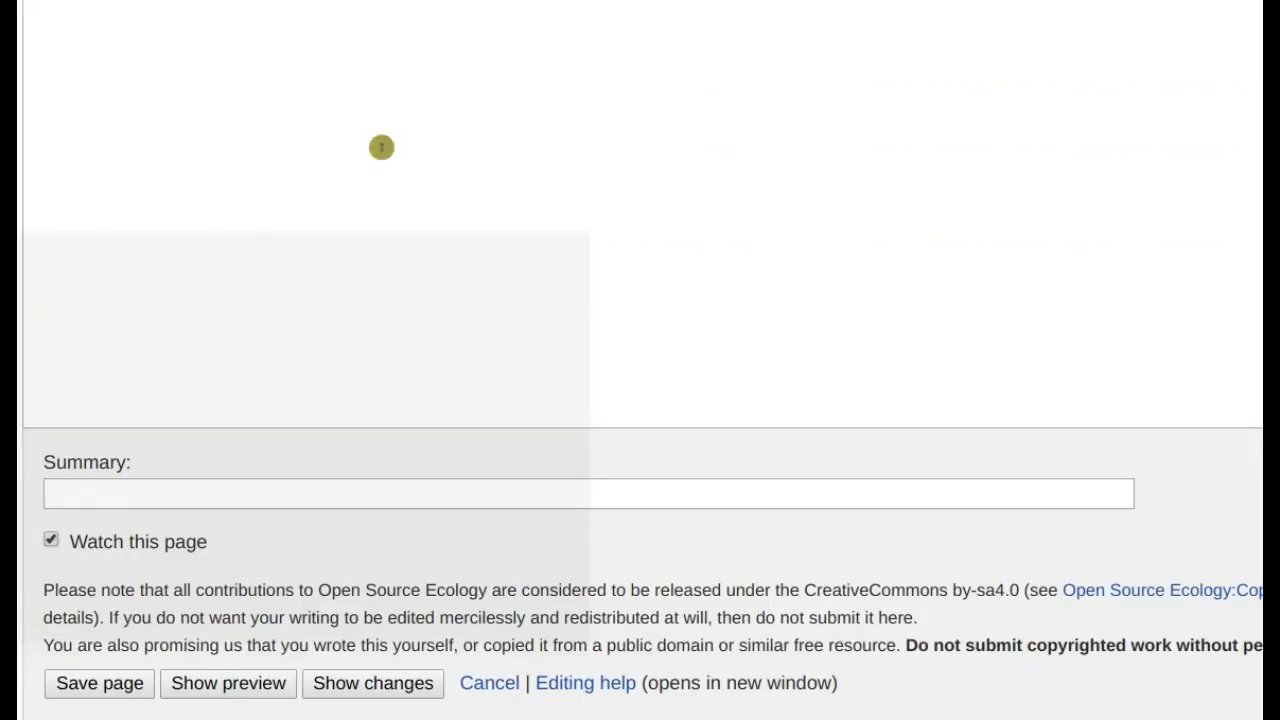 Summary:
Watch this page
Please note that all contributions to Open Source Ecology are considered to be released under the CreativeCommons by-sa4.0 (see Open Source Ecology:Cop
details). If you do not want your writing to be edited mercilessly and redistributed at will, then do not submit it here.
You are also promising us that you wrote this yourself, or copied it from a public domain or similar free resource. Do not submit copyrighted work without pe
Save page Show preview Show changes Cancel | Editing help (opens in new window)